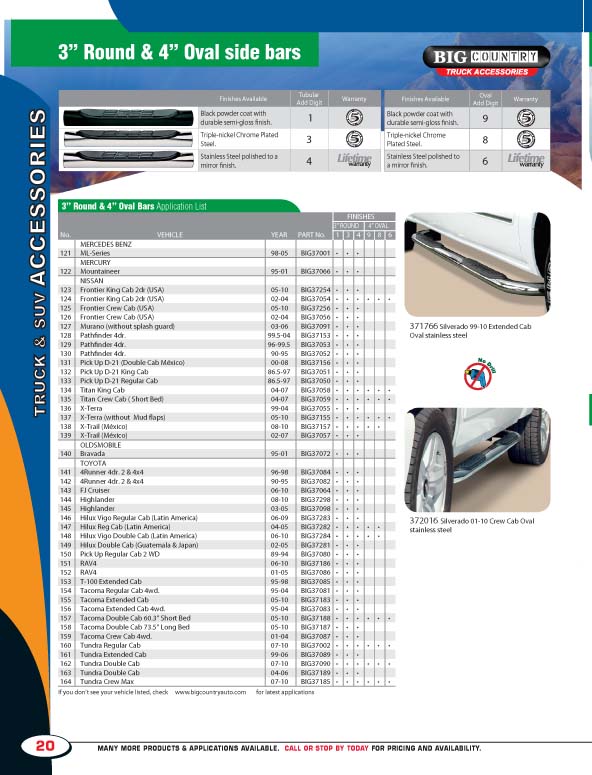 3” Round & 4” Oval side bars
BIG COUNTRY
TRUCK ACCESSORIES
TRUCK & SUV ACCESSORIES
Finishes Available Tubular Add Digit Warranty Finishes Available Oval Add Digit Warranty
Black powder coat with durable semi-gloss finish. 1 5 Black powder coat with durable semi-gloss finish. 9 5
Triple-nickel Chrome Plated Steel. 3 5 Triple-nickel Chrome Plated Steel. 8 5
Stainless Steel polished to a mirror finish. 4 Lifetime warranty Stainless Steel polished to a mirror finish. 6 Lifetime warranty
3” Round & 4” Oval Bars Application List
FINISHES
3”ROUND 4” OVAL
No. VEHICLE YEAR PART No. 1 3 4 9 8 6
MERCEDES BENZ
121 ML-Series 98-05 BIG37001 • • •
MERCURY
122 Mountaineer 95-01 BIG37066 • • •
NISSAN
123 Frontier King Cab 2dr (USA) 05-10 BIG37254 • • •
124 Frontier King Cab 2dr (USA) 02-04 BIG37054 • • • • • •
125 Frontier Crew Cab (USA) 05-10 BIG37256 • • •
126 Frontier Crew Cab (USA) 02-04 BIG37056 • • •
127 Murano (without splash guard) 03-06 BIG37091 • • •
128 Pathfinder 4dr. 99.5-04 BIG37153 • • •
129 Pathfinder 4dr. 96-99.5 BIG37053 • • •
130 Pathfinder 4dr. 90-95 BIG37052 • • •
131 Pick Up D-21 (Double Cab México) 00-08 BIG37156 • • •
132 Pick Up D-21 King Cab 86.5-97 BIG37051 • • •
133 Pick Up D-21 Regular Cab 86.5-97 BIG37050 • • •
134 Titan King Cab 04-07 BIG37058 • • • • • •
135 Titan Crew Cab ( Short Bed) 04-07 BIG37059 • • • • • •
136 X-Terra 99-04 BIG37055 • • •
137 X-Terra (without Mud flaps) 05-10 BIG37155 • • • • • •
138 X-Trail (México) 08-10 BIG37157 • • • • •
139 X-Trail (México) 02-07 BIG37057 • • •
OLDSMOBILE
140 Bravada 95-01 BIG37072 • • •
TOYOTA
141 4Runner 4dr. 2 & 4x4 96-98 BIG37084 • • •
142 4Runner 4dr. 2 & 4x4 90-95 BIG37082 • • •
143 FJ Cruiser 06-10 BIG37064 • • •
144 Highlander 08-10 BIG37298 • • •
145 Highlander 03-05 BIG37098 • • •
146 Hilux Vigo Regular Cab (Latin America) 06-09 BIG37283 • • •
147 Hilux Reg Cab (Latin America) 04-05 BIG37282 • • • • •
148 Hilux Vigo Double Cab (Latin America) 06-10 BIG37284 • • • • •
149 Hilux Double Cab (Guatemala & Japan) 02-05 BIG37281 • • •
150 Pick Up Regular Cab 2 WD 89-94 BIG37080 • • •
151 RAV4 06-10 BIG37186 • • •
152 RAV4 01-05 BIG37086 • • •
153 T-100 Extended Cab 95-98 BIG37085 • • •
154 Tacoma Regular Cab 4wd. 95-04 BIG37081 • • •
155 Tacoma Extended Cab 05-10 BIG37183 • • •
156 Tacoma Extended Cab 4wd. 95-04 BIG37083 • • •
157 Tacoma Double Cab 60.3” Short Bed 05-10 BIG37188 • • • • • •
158 Tacoma Double Cab 73.5” Long Bed 05-10 BIG37187 • • •
159 Tacoma Crew Cab 4wd. 01-04 BIG37087 • • •
160 Tundra Regular Cab 07-10 BIG37002 • • • • • •
161 Tundra Extended Cab 99-06 BIG37089 • • •
162 Tundra Double Cab 07-10 BIG37090 • • • • • •
163 Tundra Double Cab 04-06 BIG37189 • • •
164 Tundra Crew Max 07-10 BIG37185 • • • • • •
If you don't see your vehicle listed, check www.bigcountryauto.com for latest applications
371766 Silverado 99-10 Extended Cab
Oval stainless steel
No Drill
372016 Silverado 01-10 Crew Cab Oval
stainless steel
20
MANY MORE PRODUCTS & APPLICATIONS AVAILABLE. CALL OR STOP BY TODAY FOR PRICING AND AVAILABILITY.